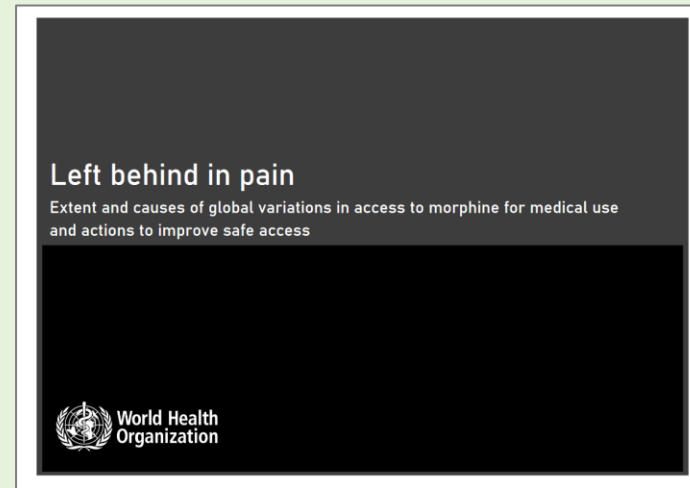 Left behind in pain
Extent and causes of global variations in access to morphine for medical use
and actions to improve safe access
World Health
Organization